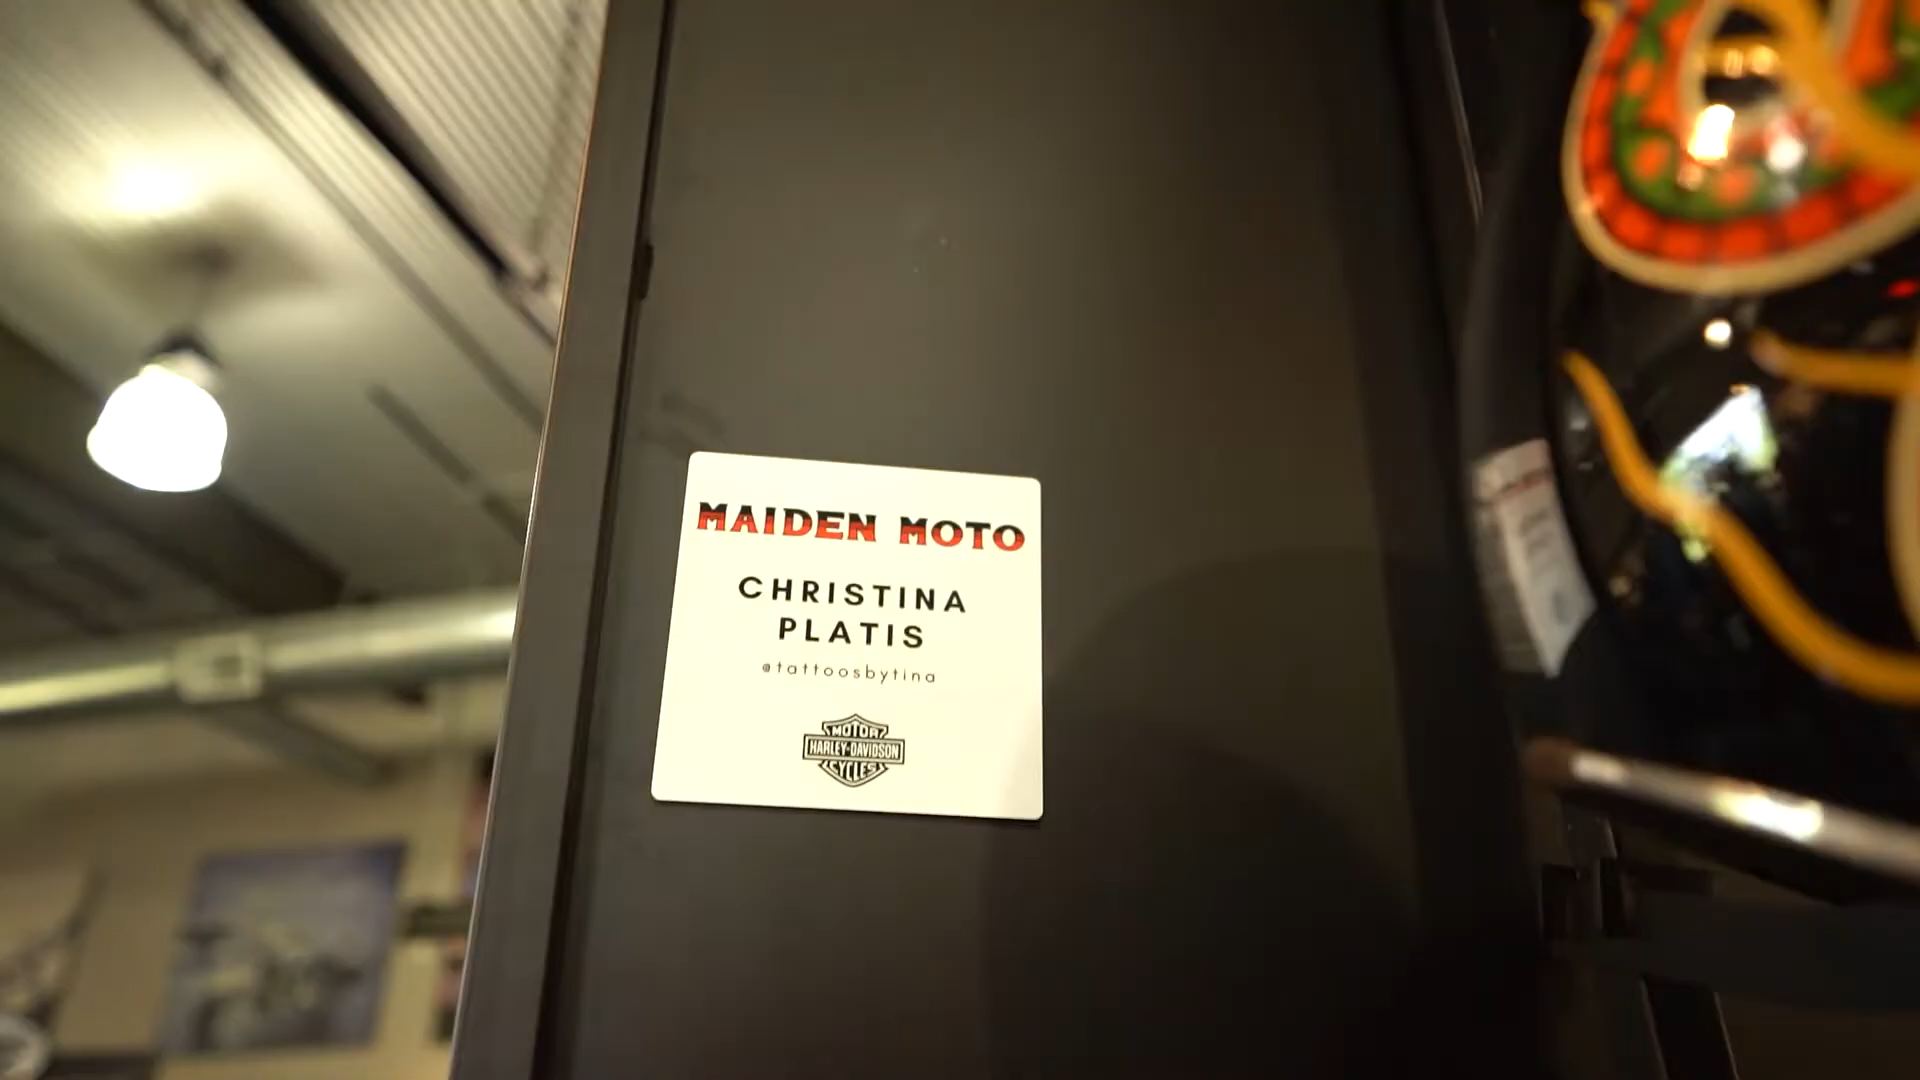 MAIDEN MOTO
CHRISTINA
PLATIS
@tattoosbytina
MOTOR
HARLEY-DAVIDSON
CYCLES